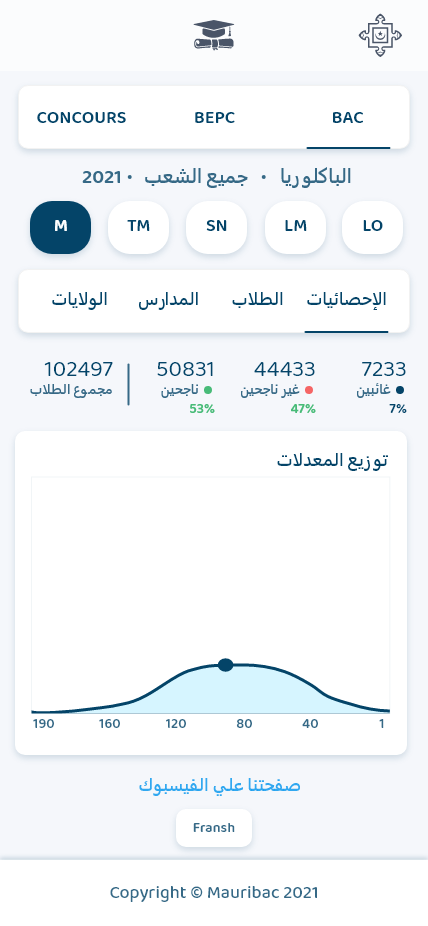 CONCOURS BEPC BAC
الباكلوريا • جميع الشعب • 2021
M TM SN LM LO
الإحصائيات الطلاب المدارس الولايات
7233 44433 50831 102497
غائبين غير ناجحين ناجحين مجموع الطلاب
7% 47% 53%
توزيع المعدلات
190 160 120 80 40 1
صفحتنا علي الفيسبوك
Fransh
Copyright © Mauribac 2021